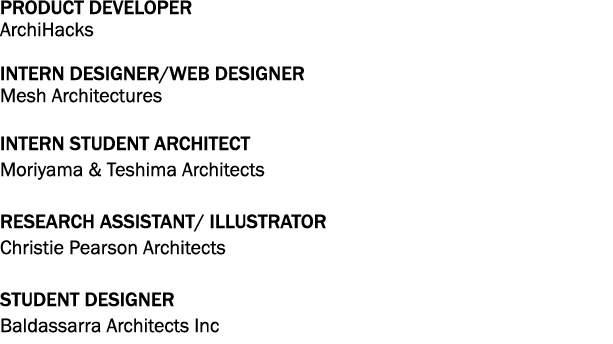 PRODUCT DEVELOPER
ArchiHacks
INTERN DESIGNER/WEB DESIGNER
Mesh Architectures
INTERN STUDENT ARCHITECT
Moriyama & Teshima Architects
RESEARCH ASSISTANT/ ILLUSTRATOR
Christie Pearson Architects
STUDENT DESIGNER
Baldassarra Architects Inc